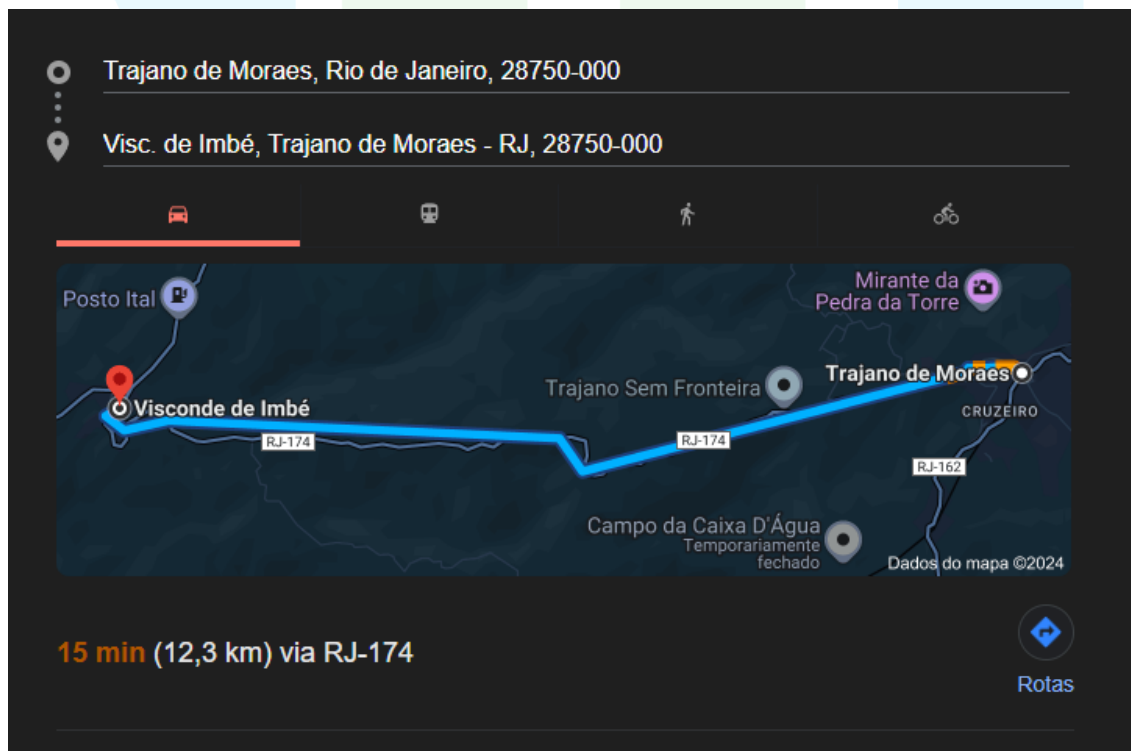 Trajano de Moraes, Rio de Janeiro, 28750-000
Visc. de Imbé, Trajano de Moraes - RJ, 28750-000
Posto Ital
Mirante da
Pedra da Torre
Trajano Sem Fronteira
Trajano de Moraes
Visconde de Imbé
CRUZEIRO
RJ-174
RJ-174
RJ-162
Campo da Caixa D'Água
Temporariamente
fechado
Dados do mapa ©2024
15 min (12,3 km) via RJ-174
Rotas